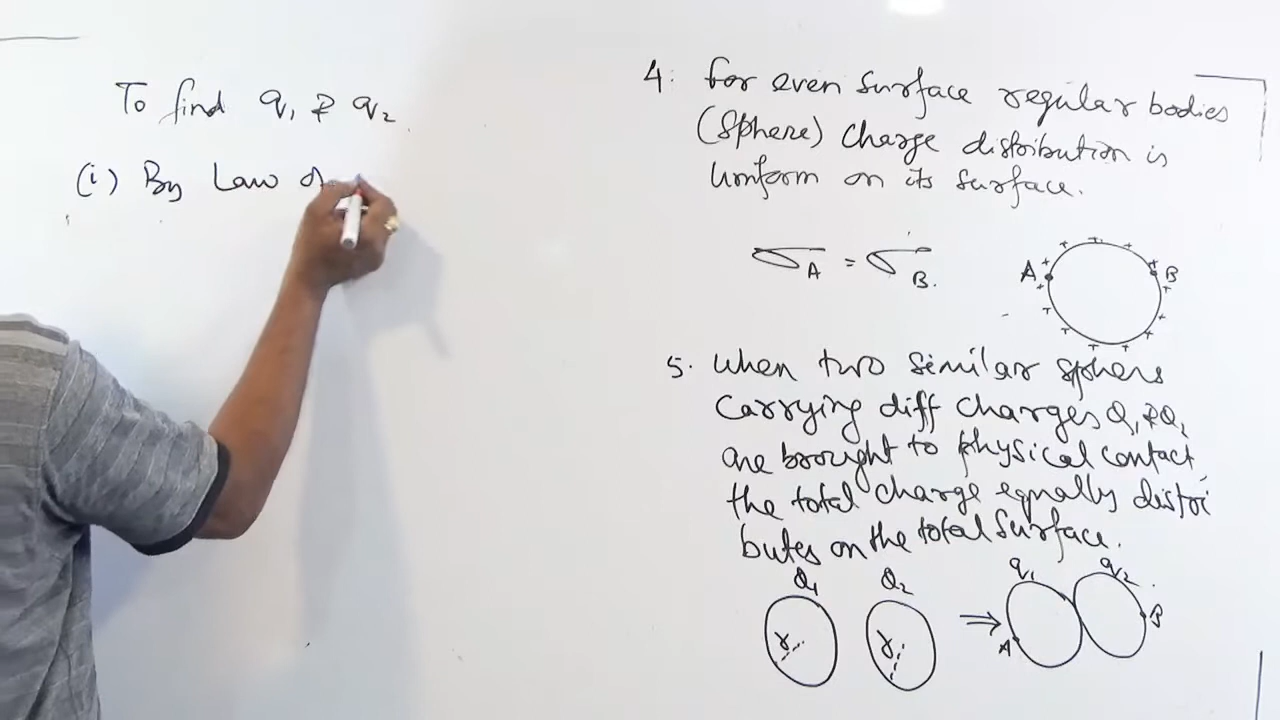 To find q₁ & q₂
(i) By Law of
4: for even surface regular bodies
(Sphere) charge distribution is
uniform on its surface.
σA = σB.
A
B
5. When two similar sphers
carrying diff charges Q₁ & Q₂
are brought to physical contact,
the total charge equally distri
butes on the total surface.
Q₁ Q₂ ⇒ q₁ q₂
r r A B